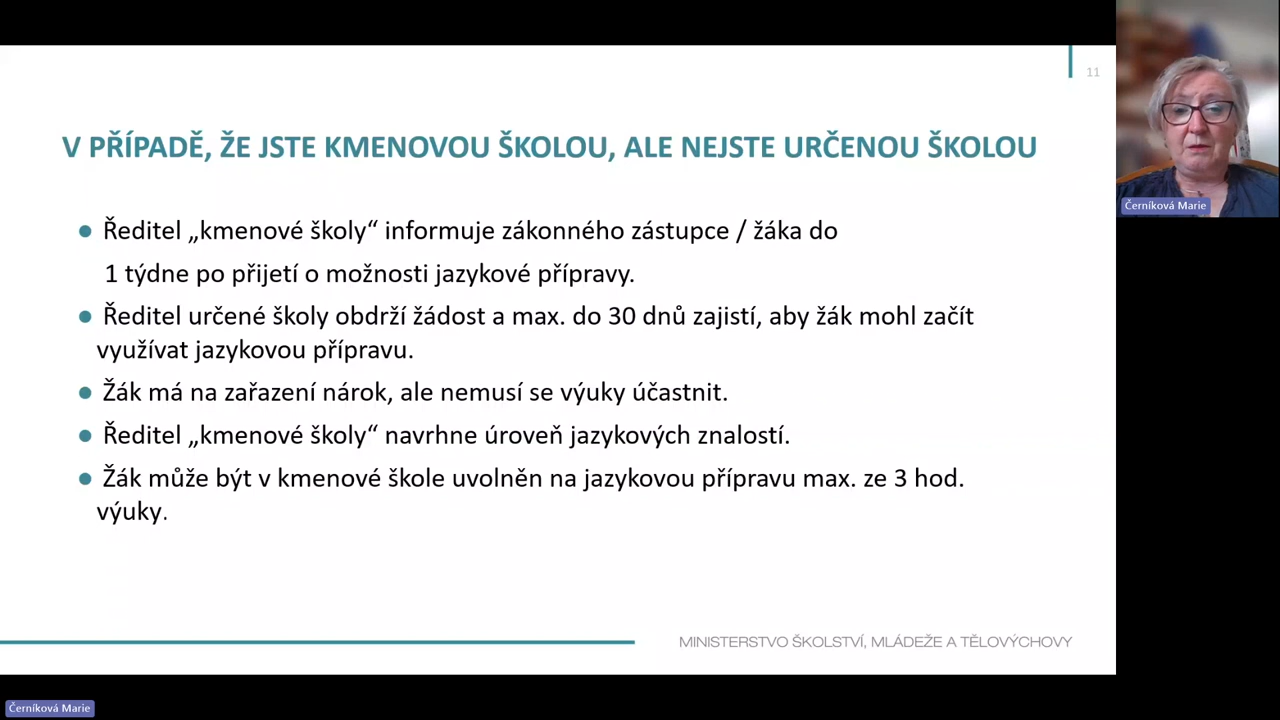 11
V PŘÍPADĚ, ŽE JSTE KMENOVOU ŠKOLOU, ALE NEJSTE URČENOU ŠKOLOU
Ředitel „kmenové školy“ informuje zákonného zástupce / žáka do
1 týdne po přijetí o možnosti jazykové přípravy.
Ředitel určené školy obdrží žádost a max. do 30 dnů zajistí, aby žák mohl začít
využívat jazykovou přípravu.
Žák má na zařazení nárok, ale nemusí se výuky účastnit.
Ředitel „kmenové školy“ navrhne úroveň jazykových znalostí.
Žák může být v kmenové škole uvolněn na jazykovou přípravu max. ze 3 hod.
výuky.
MINISTERSTVO ŠKOLSTVÍ, MLÁDEŽE A TĚLOVÝCHOVY
Černíková Marie
Černíková Marie